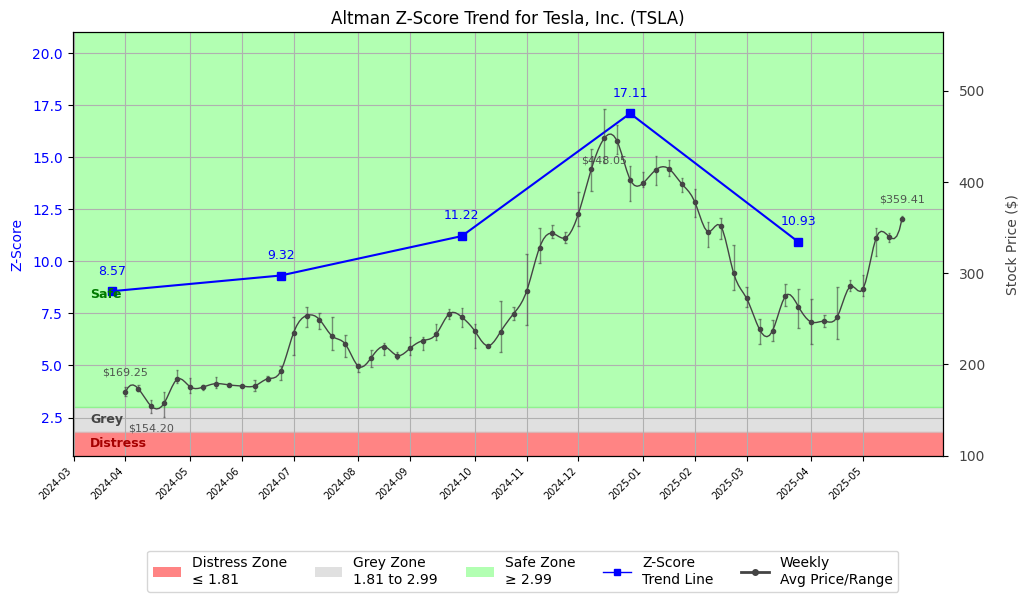 Altman Z-Score Trend for Tesla, Inc. (TSLA)
20.0
17.5
15.0
12.5
10.0
7.5
5.0
2.5
Z-Score
500
400
300
200
100
Stock Price ($)
8.57
9.32
11.22
17.11
10.93
$169.25
$154.20
$448.05
$359.41
Safe
Grey
Distress
2024-03
2024-04
2024-05
2024-06
2024-07
2024-08
2024-09
2024-10
2024-11
2024-12
2025-01
2025-02
2025-03
2025-04
2025-05
Distress Zone
≤ 1.81
Grey Zone
1.81 to 2.99
Safe Zone
≥ 2.99
Z-Score
Trend Line
Weekly
Avg Price/Range